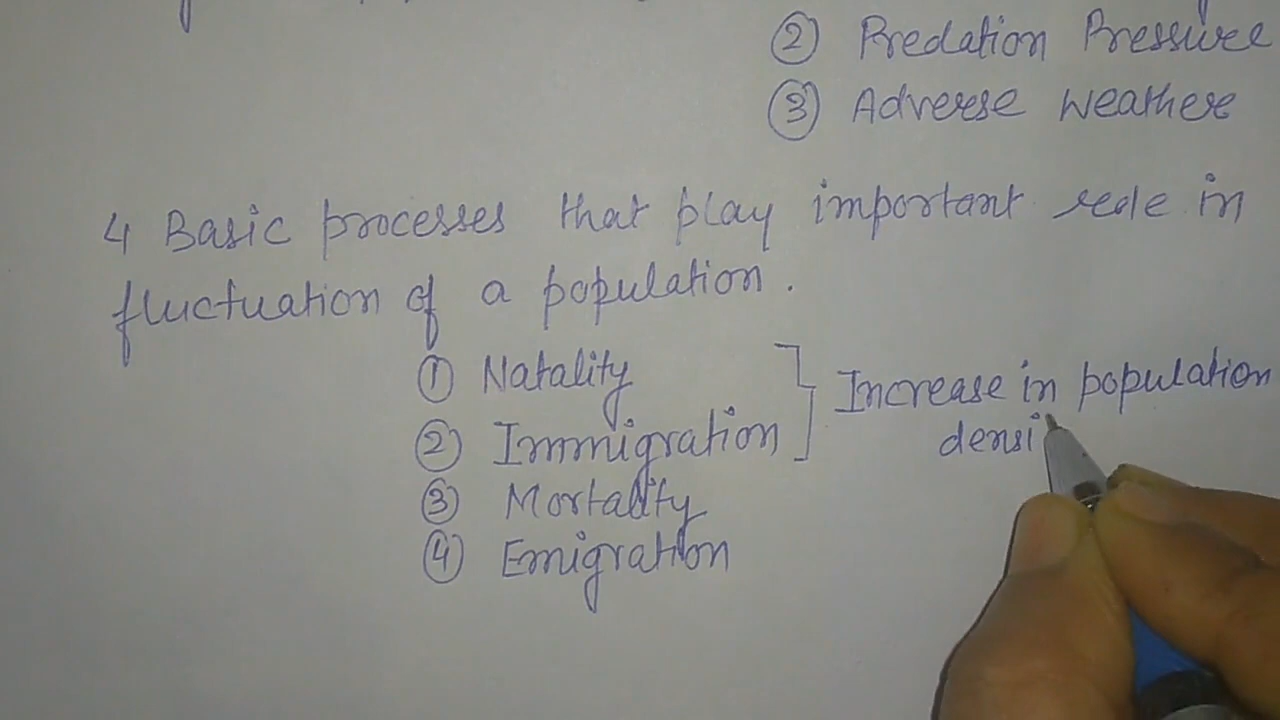 ② Predation Pressure
③ Adverse Weather
4 Basic processes that play important role in
fluctuation of a population.
① Natality
② Immigration
Increase in population
densi
③ Mortality
④ Emigration